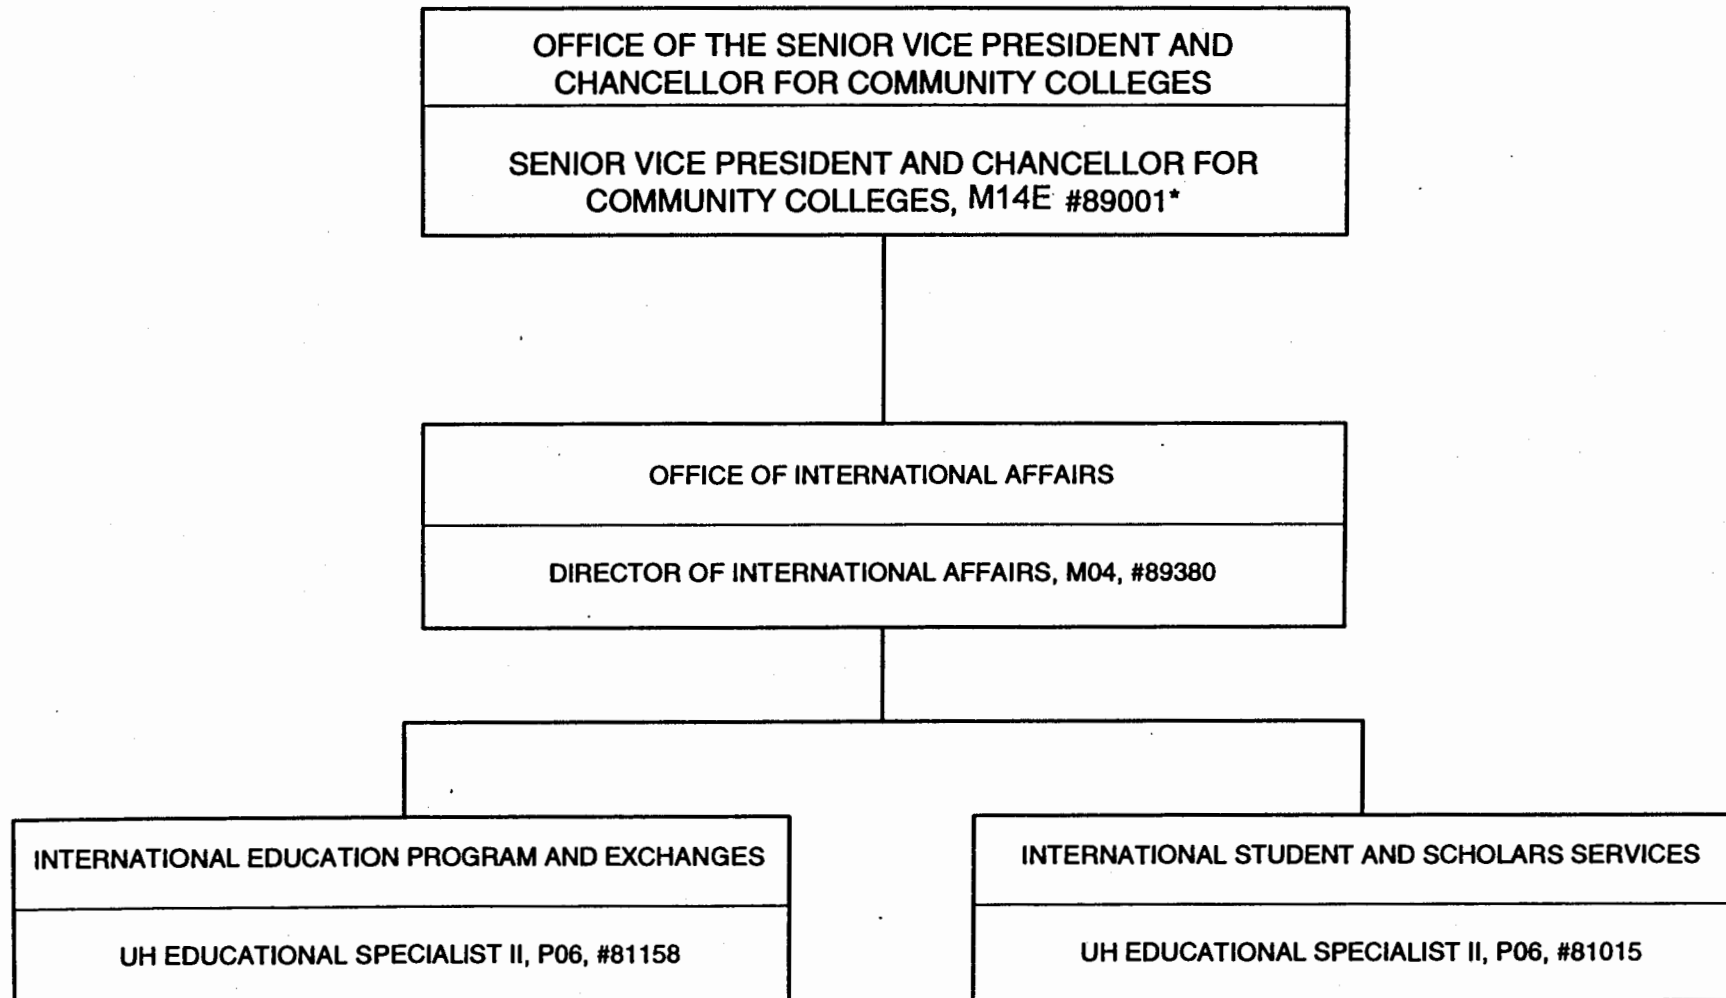 OFFICE OF THE SENIOR VICE PRESIDENT AND
CHANCELLOR FOR COMMUNITY COLLEGES
SENIOR VICE PRESIDENT AND CHANCELLOR FOR
COMMUNITY COLLEGES, M14E #89001*
OFFICE OF INTERNATIONAL AFFAIRS
DIRECTOR OF INTERNATIONAL AFFAIRS, M04, #89380
INTERNATIONAL EDUCATION PROGRAM AND EXCHANGES
UH EDUCATIONAL SPECIALIST II, P06, #81158
INTERNATIONAL STUDENT AND SCHOLARS SERVICES
UH EDUCATIONAL SPECIALIST II, P06, #81015